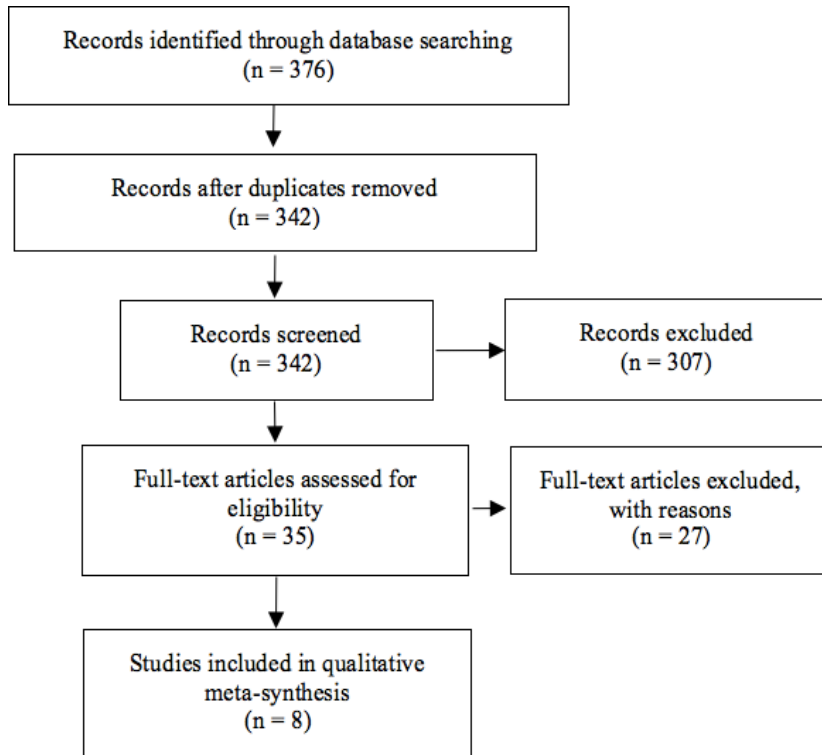 Records identified through database searching
(n = 376)
Records after duplicates removed
(n = 342)
Records screened
(n = 342)
Records excluded
(n = 307)
Full-text articles assessed for
eligibility
(n = 35)
Full-text articles excluded,
with reasons
(n = 27)
Studies included in qualitative
meta-synthesis
(n = 8)